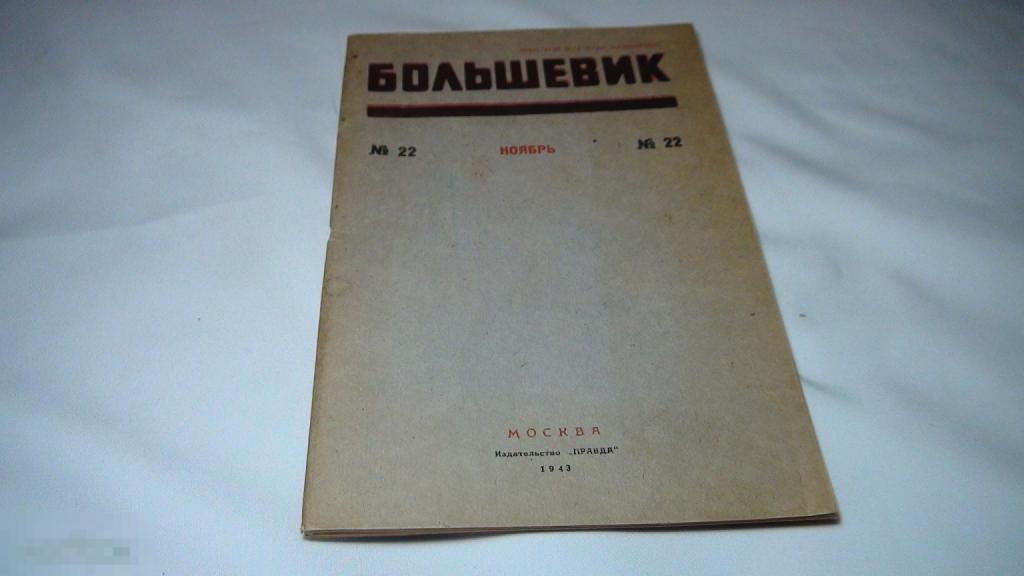 БОЛЬШЕВИК
№ 22 НОЯБРЬ № 22
МОСКВА
Издательство „ПРАВДА"
1943